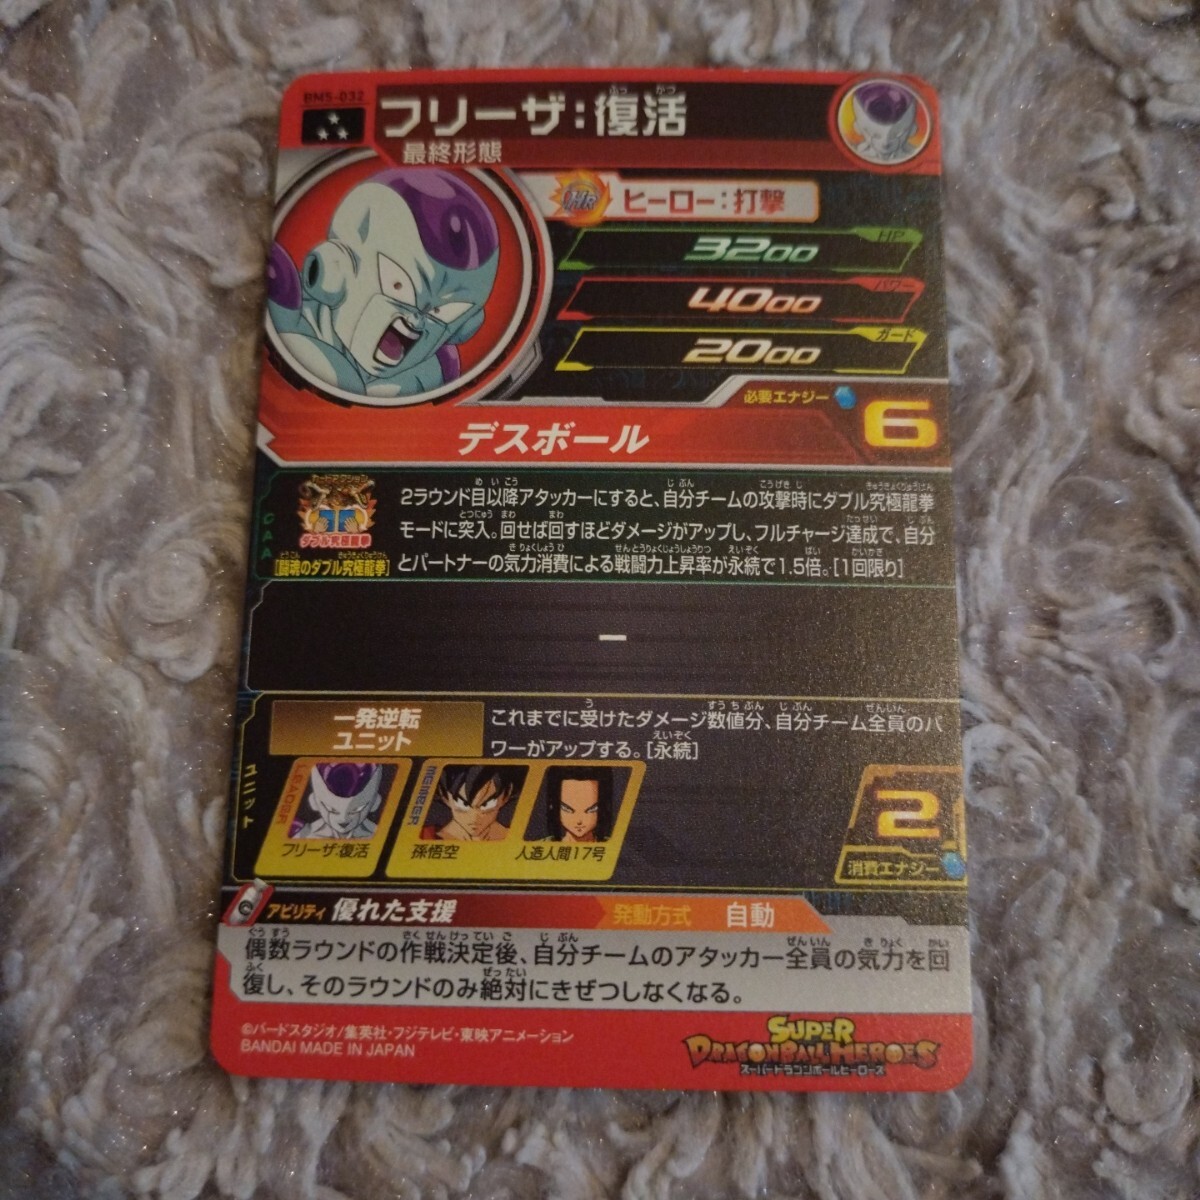 BM5-032
フリーザ:復活
最終形態
HR ヒーロー:打撃
HP
3200
パワー
4000
ガード
2000
必要エナジー 6
デスボール
CAA
ダブル究極龍拳
[闘魂のダブル究極龍拳]
2ラウンド目以降アタッカーにすると、自分チームの攻撃時にダブル究極龍拳
モードに突入。回せば回すほどダメージがアップし、フルチャージ達成で、自分
とパートナーの気力消費による戦闘力上昇率が永続で1.5倍。[1回限り]
ー
ユニット
一発逆転
ユニット
これまでに受けたダメージ数値分、自分チーム全員のパ
ワーがアップする。[永続]
LEADER
フリーザ:復活
MEMBER
孫悟空
人造人間17号
2
消費エナジー
アビリティ 優れた支援 発動方式 自動
偶数ラウンドの作戦決定後、自分チームのアタッカー全員の気力を回
復し、そのラウンドのみ絶対にきぜつしなくなる。
©バードスタジオ/集英社・フジテレビ・東映アニメーション
BANDAI MADE IN JAPAN
SUPER
DRAGONBALL HEROES
スーパードラゴンボールヒーローズ